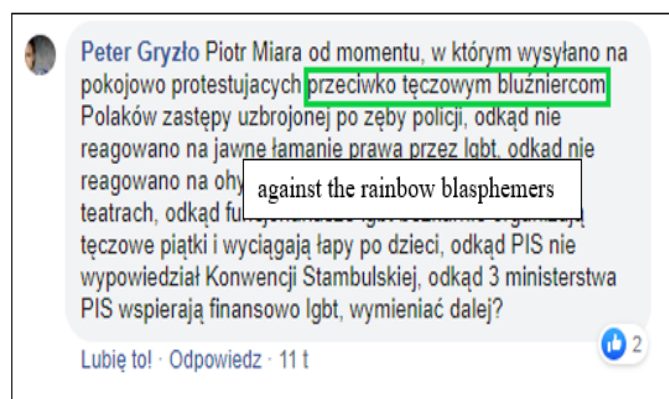 Peter Gryzło Piotr Miara od momentu, w którym wysyłano na
pokojowo protestujacych przeciwko tęczowym bluźniercom
Polaków zastępy uzbrojonej po zęby policji, odkąd nie
reagowano na jawne łamanie prawa przez lgbt, odkąd nie
reagowano na
against the rainbow blasphemers
teatrach, odkąd
tęczowe piątki i wyciągają łapy po dzieci, odkąd PIS nie
wypowiedział Konwencji Stambulskiej, odkąd 3 ministerstwa
PIS wspierają finansowo lgbt, wymieniać dalej?
2
Lubię to! · Odpowiedz · 11 t